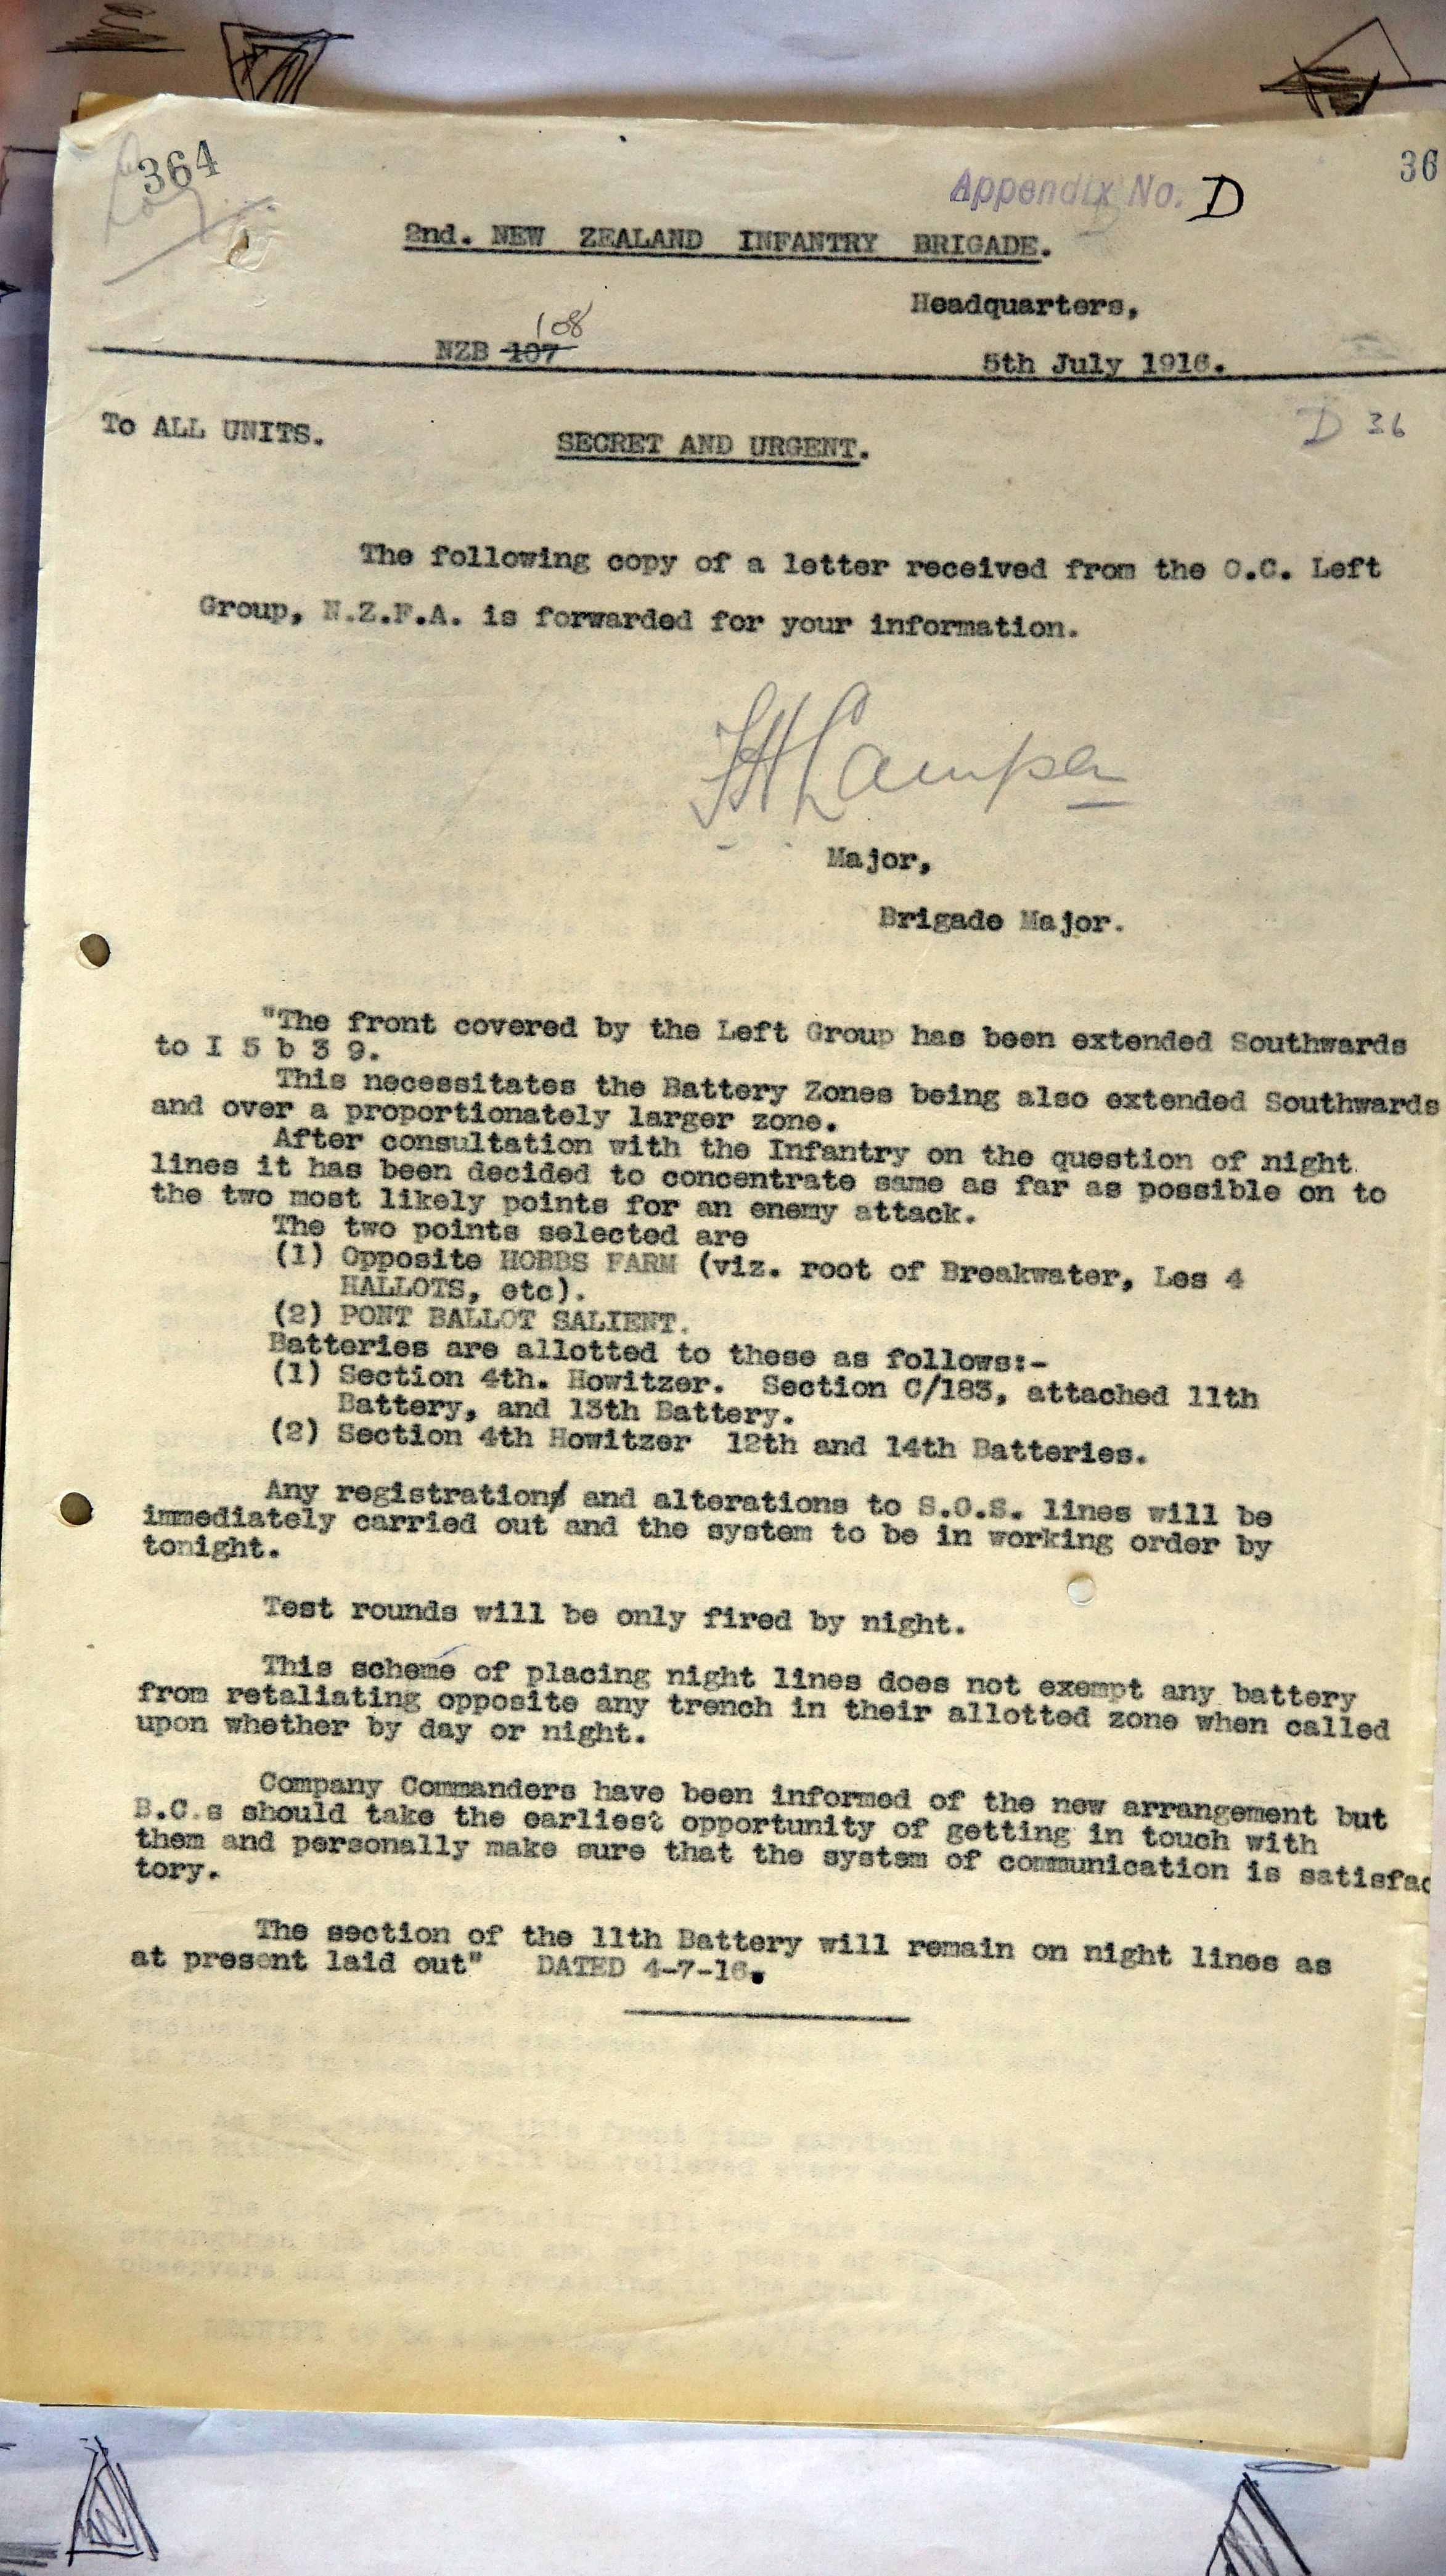 364
36
Appendix No. D
2nd. NEW ZEALAND INFANTRY BRIGADE.
Headquarters,
108
NZB 107
5th July 1916.
D 36
To ALL UNITS.
SECRET AND URGENT.
The following copy of a letter received from the O.C. Left
Group, N.Z.F.A. is forwarded for your information.
Major,
Brigade Major.
"The front covered by the Left Group has been extended Southwards
to I 5 b 3 9.
This necessitates the Battery Zones being also extended Southwards
and over a proportionately larger zone.
After consultation with the Infantry on the question of night
lines it has been decided to concentrate same as far as possible on to
the two most likely points for an enemy attack.
The two points selected are
(1) Opposite HOBBS FARM (viz. root of Breakwater, Les 4
HALLOTS, etc).
(2) PONT BALLOT SALIENT.
Batteries are allotted to these as follows:-
(1) Section 4th. Howitzer. Section C/183, attached 11th
Battery, and 13th Battery.
(2) Section 4th Howitzer 12th and 14th Batteries.
Any registration and alterations to S.O.S. lines will be
immediately carried out and the system to be in working order by
tonight.
Test rounds will be only fired by night.
This scheme of placing night lines does not exempt any battery
from retaliating opposite any trench in their allotted zone when called
upon whether by day or night.
Company Commanders have been informed of the new arrangement but
B.C.s should take the earliest opportunity of getting in touch with
them and personally make sure that the system of communication is satisfac
tory.
The section of the 11th Battery will remain on night lines as
at present laid out" DATED 4-7-16.